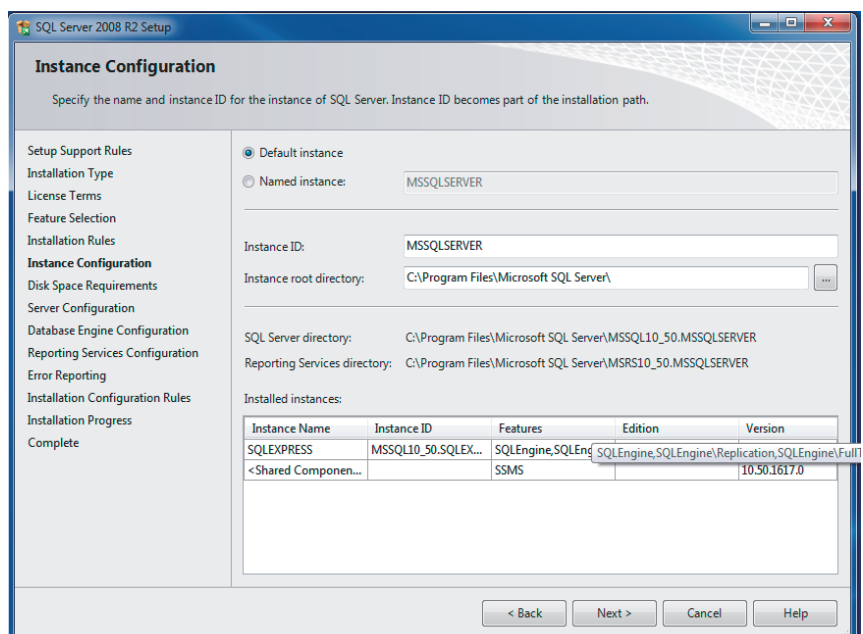 SQL Server 2008 R2 Setup
Instance Configuration
Specify the name and instance ID for the instance of SQL Server. Instance ID becomes part of the installation path.
Setup Support Rules
Installation Type
License Terms
Feature Selection
Installation Rules
Instance Configuration
Disk Space Requirements
Server Configuration
Database Engine Configuration
Reporting Services Configuration
Error Reporting
Installation Configuration Rules
Installation Progress
Complete
Default instance
Named instance: MSSQLSERVER
Instance ID: MSSQLSERVER
Instance root directory: C:\Program Files\Microsoft SQL Server\ ...
SQL Server directory: C:\Program Files\Microsoft SQL Server\MSSQL10_50.MSSQLSERVER
Reporting Services directory: C:\Program Files\Microsoft SQL Server\MSRS10_50.MSSQLSERVER
Installed instances:
Instance Name Instance ID Features Edition Version
SQLEXPRESS MSSQL10_50.SQLEX... SQLEngine,SQLEng
SQLEngine,SQLEngine\Replication,SQLEngine\FullT
<Shared Componen... SSMS 10.50.1617.0
< Back Next > Cancel Help